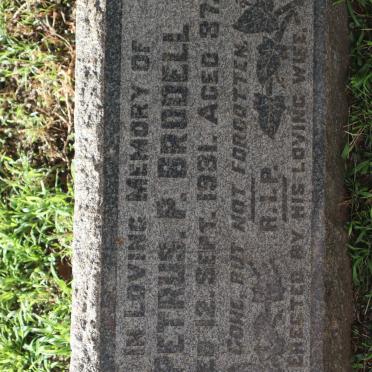 IN LOVING MEMORY OF
PETRUS. P. BRODELL
ED 12. SEPT. 1931. AGED 87.
GONE, BUT NOT FORGOTTEN
R.I.P.
ERECTED BY HIS LOVING WIFE.